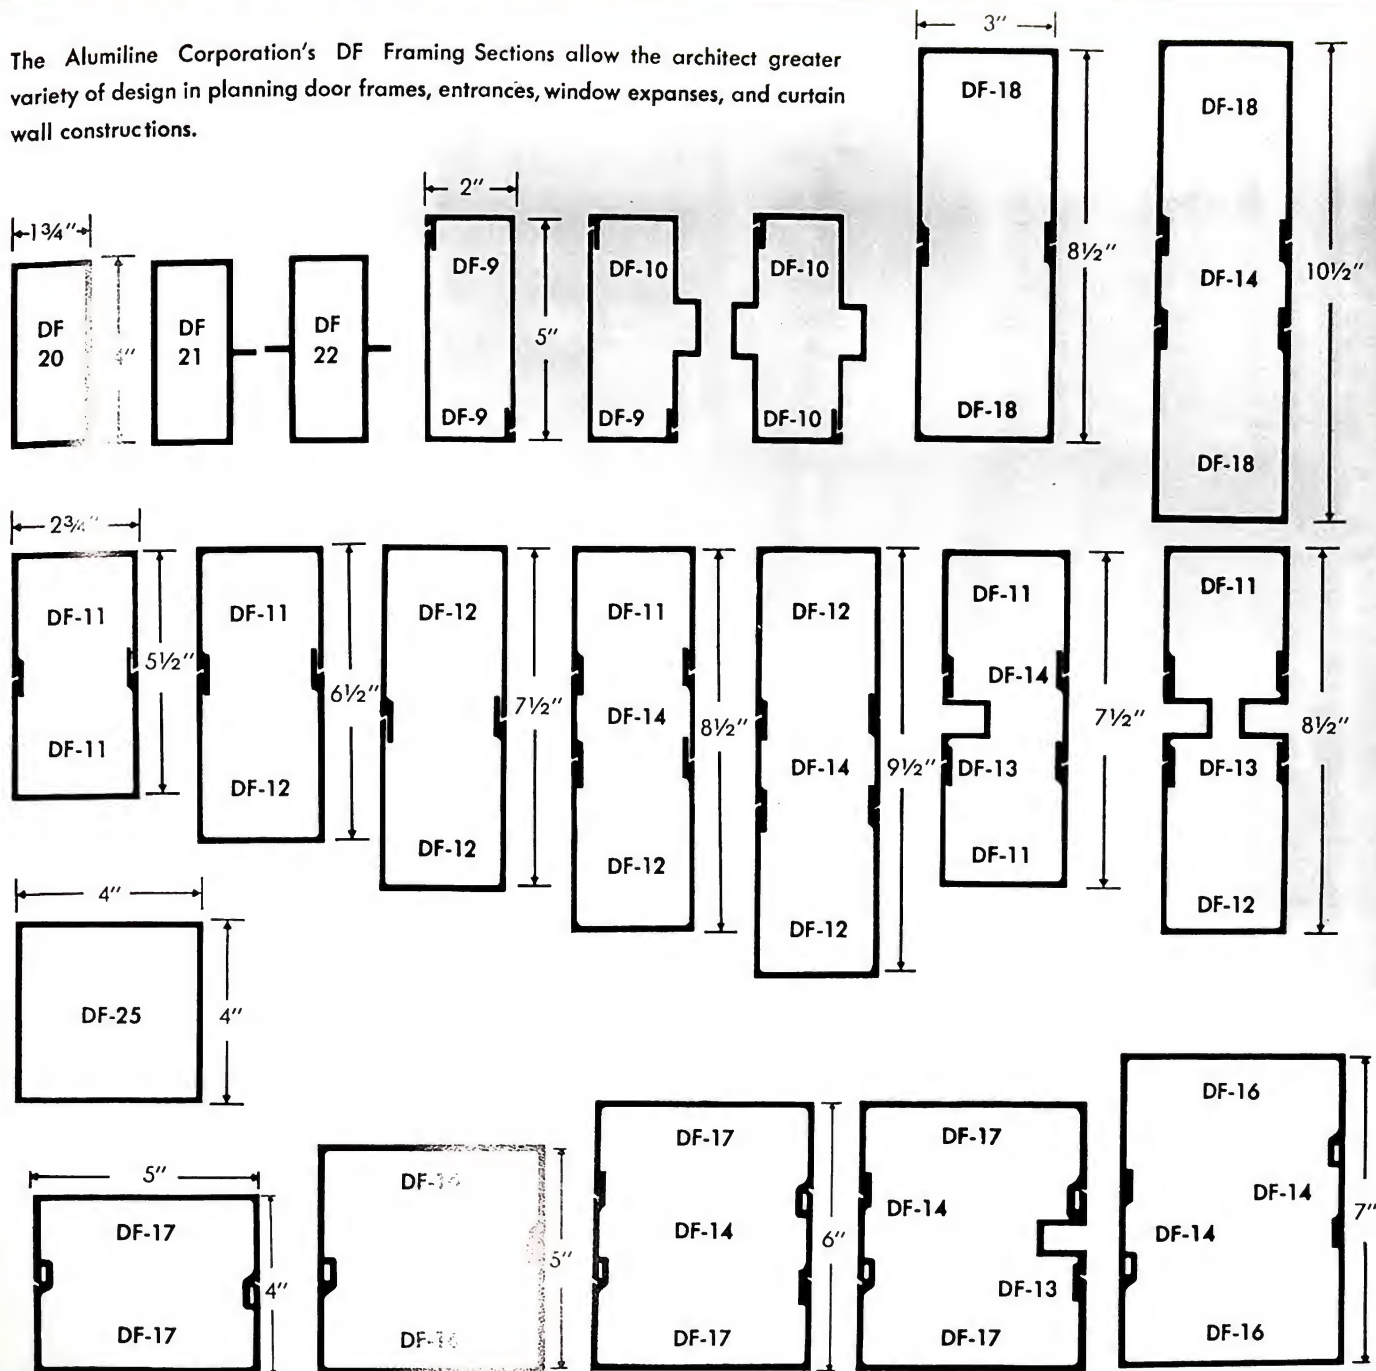 The Alumiline Corporation's DF Framing Sections allow the architect greater
variety of design in planning door frames, entrances, window expanses, and curtain
wall constructions.
3"
DF-18
DF-18
8½"
DF-18
DF-14
DF-18
10½"
1¾"
DF
20
4"
DF
21
DF
22
2"
DF-9
DF-9
5"
DF-10
DF-9
DF-10
DF-10
2¾"
DF-11
DF-11
5½"
DF-11
DF-12
6½"
DF-12
DF-12
7½"
DF-11
DF-14
DF-12
8½"
DF-12
DF-14
DF-12
9½"
DF-11
DF-14
DF-13
DF-11
7½"
DF-11
DF-13
DF-12
8½"
4"
DF-25
4"
5"
DF-17
DF-17
4"
DF-16
DF-16
5"
DF-17
DF-14
DF-17
6"
DF-17
DF-14
DF-13
DF-17
DF-16
DF-14
DF-14
DF-16
7"